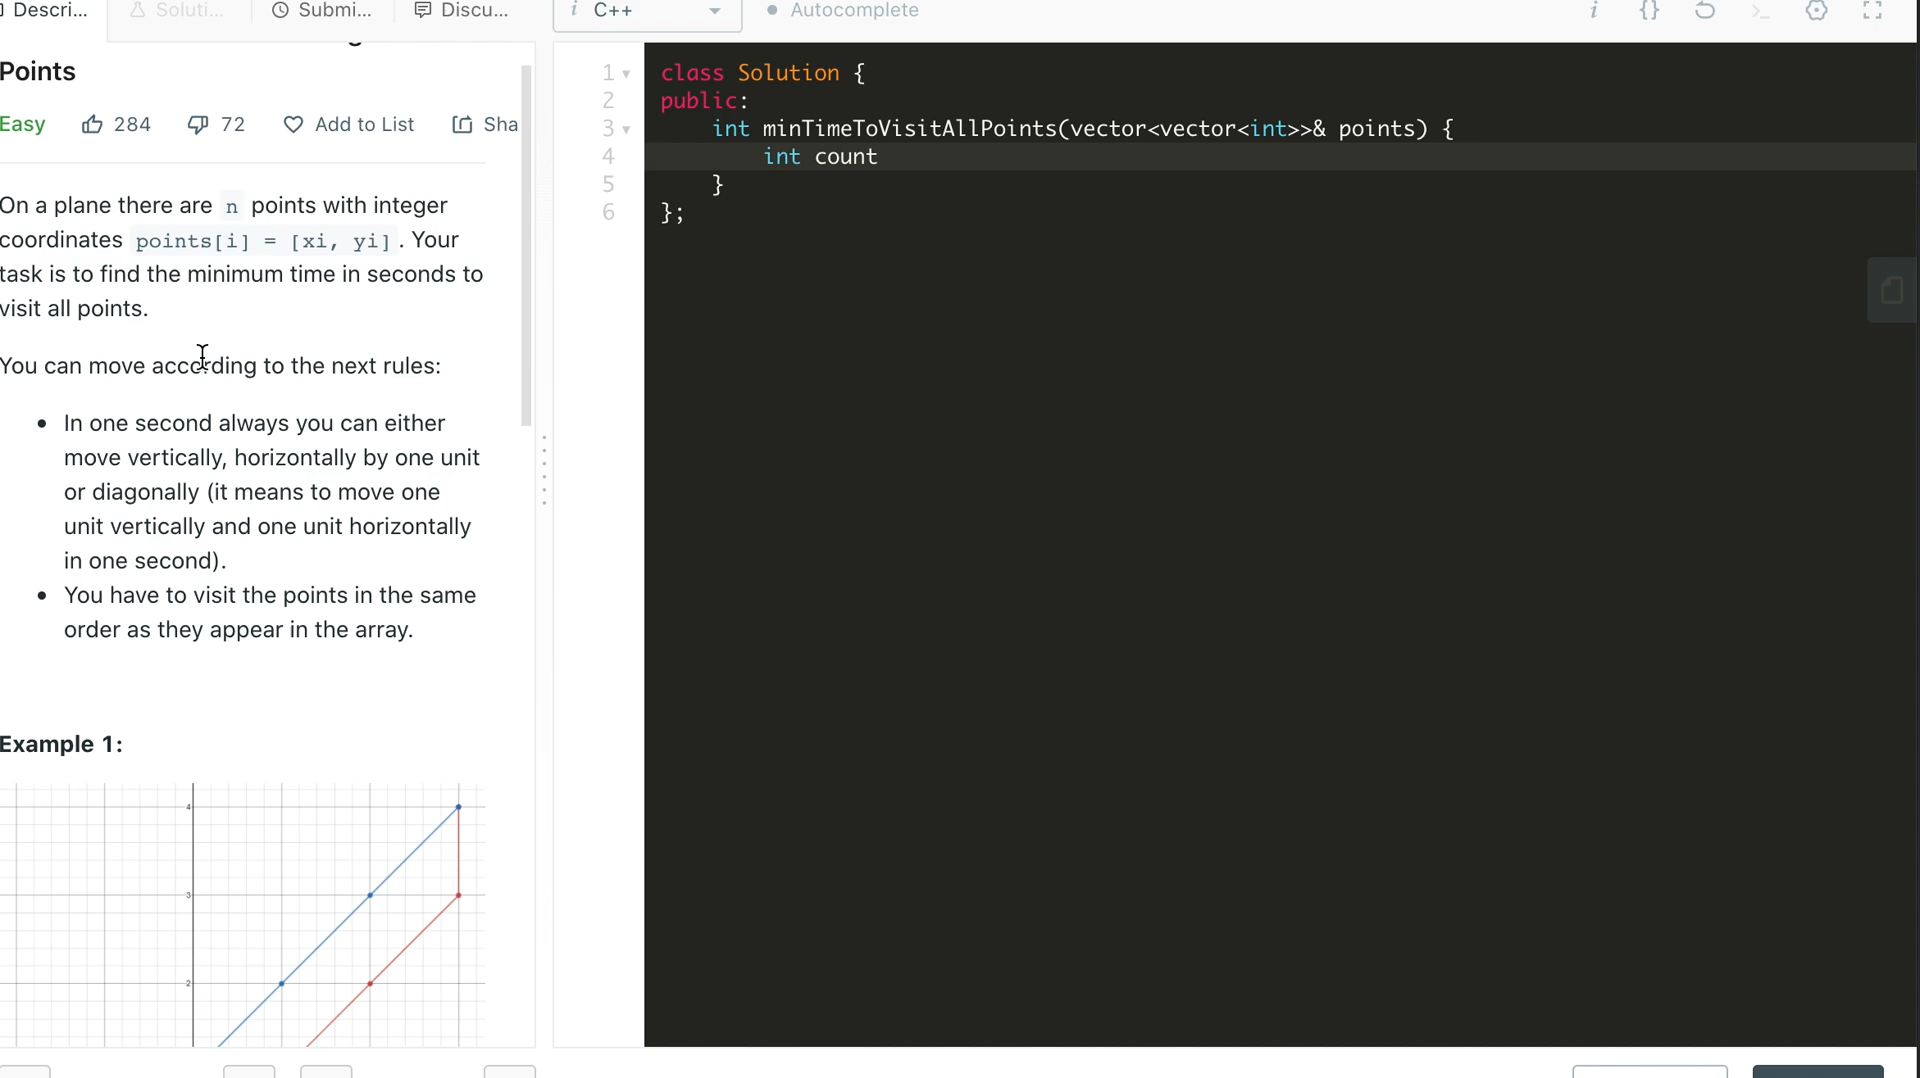 Descri...
Soluti...
Submi...
Discu...
i C++
Autocomplete
Points
Easy 284 72 Add to List Sha
On a plane there are n points with integer
coordinates points[i] = [xi, yi] . Your
task is to find the minimum time in seconds to
visit all points.
You can move according to the next rules:
• In one second always you can either
move vertically, horizontally by one unit
or diagonally (it means to move one
unit vertically and one unit horizontally
in one second).
• You have to visit the points in the same
order as they appear in the array.
Example 1:
4
3
2
1 class Solution {
2 public:
3 int minTimeToVisitAllPoints(vector<vector<int>>& points) {
4 int count
5 }
6 };